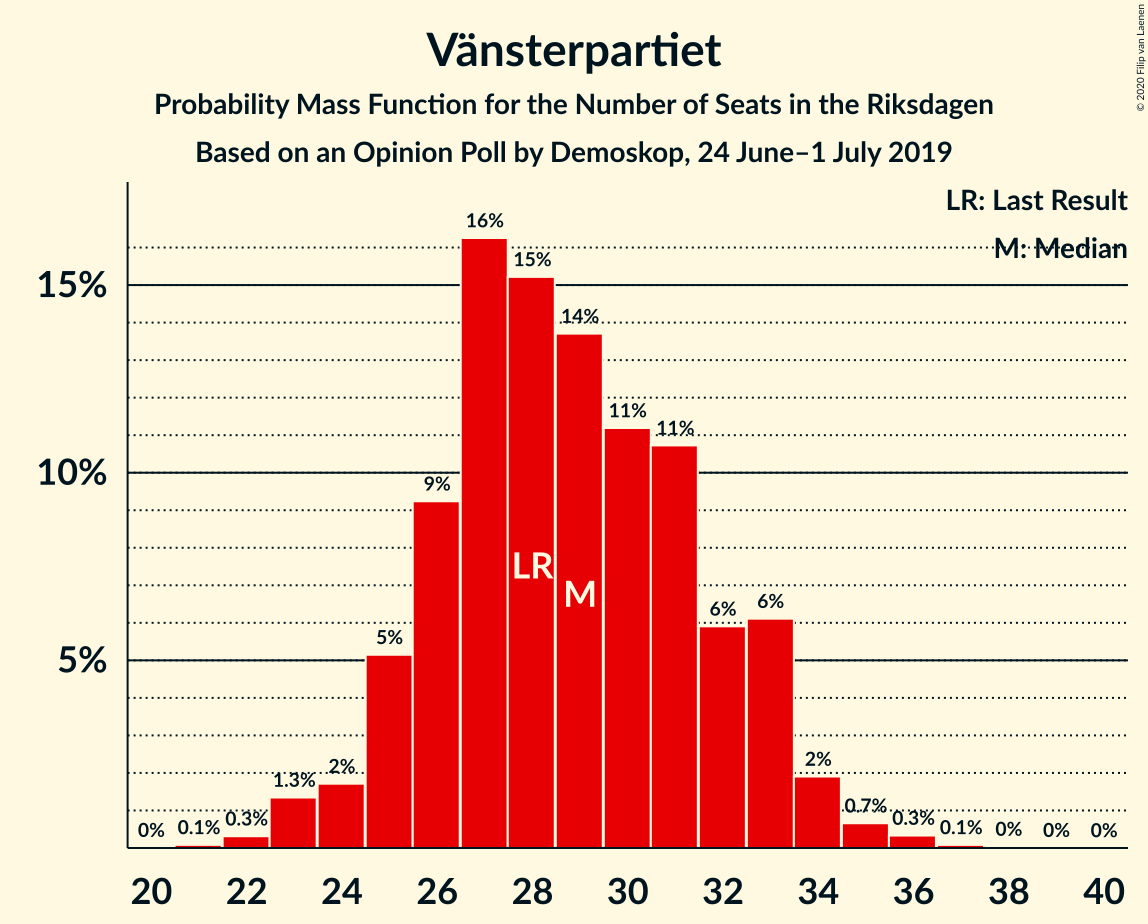 Vänsterpartiet
Probability Mass Function for the Number of Seats in the Riksdagen
Based on an Opinion Poll by Demoskop, 24 June–1 July 2019
© 2020 Filip van Laenen
LR: Last Result
M: Median
15%
10%
5%
0%
0.1%
0.3%
1.3%
2%
5%
9%
16%
15%
14%
11%
11%
6%
6%
2%
0.7%
0.3%
0.1%
0%
0%
0%
LR
M
20 22 24 26 28 30 32 34 36 38 40